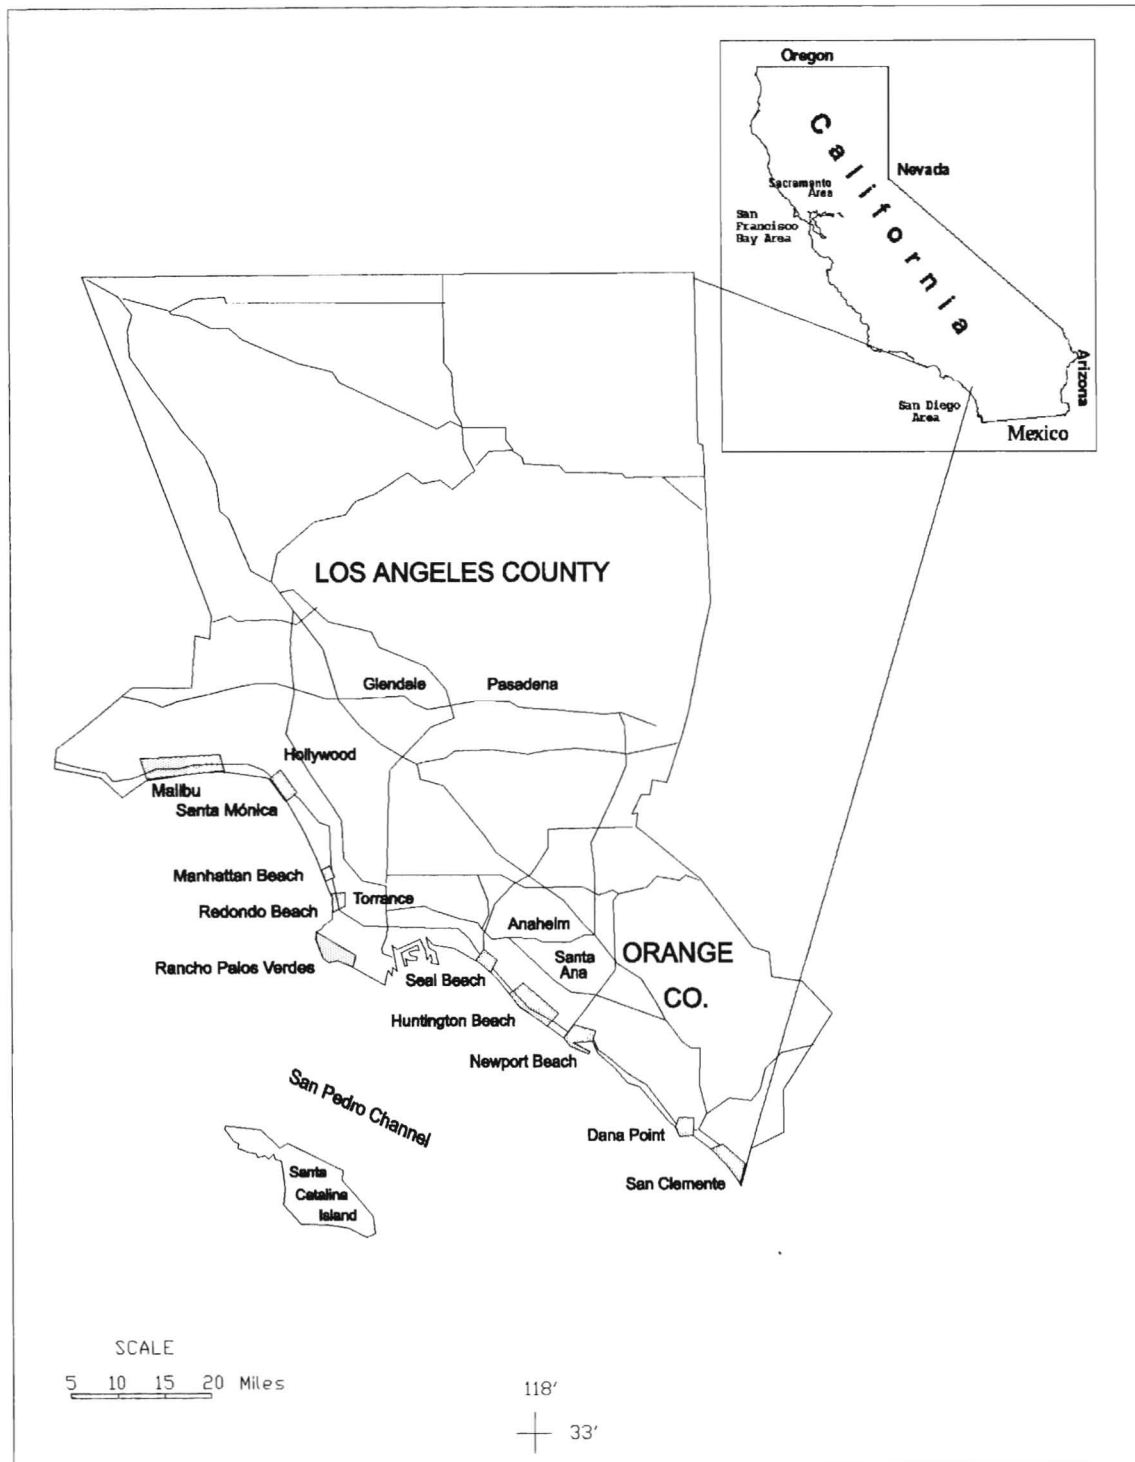 Oregon
California
Nevada
Sacramento
Area
San
Francisco
Bay Area
Arizona
San Diego
Area
Mexico
LOS ANGELES COUNTY
Glendale
Pasadena
Hollywood
Malibu
Santa Mónica
Manhattan Beach
Torrance
Redondo Beach
Anaheim
Rancho Palos Verdes
Santa
Ana
ORANGE
CO.
Seal Beach
Huntington Beach
Newport Beach
San Pedro Channel
Dana Point
San Clemente
Santa
Catalina
Island
SCALE
5 10 15 20 Miles
118'
33'